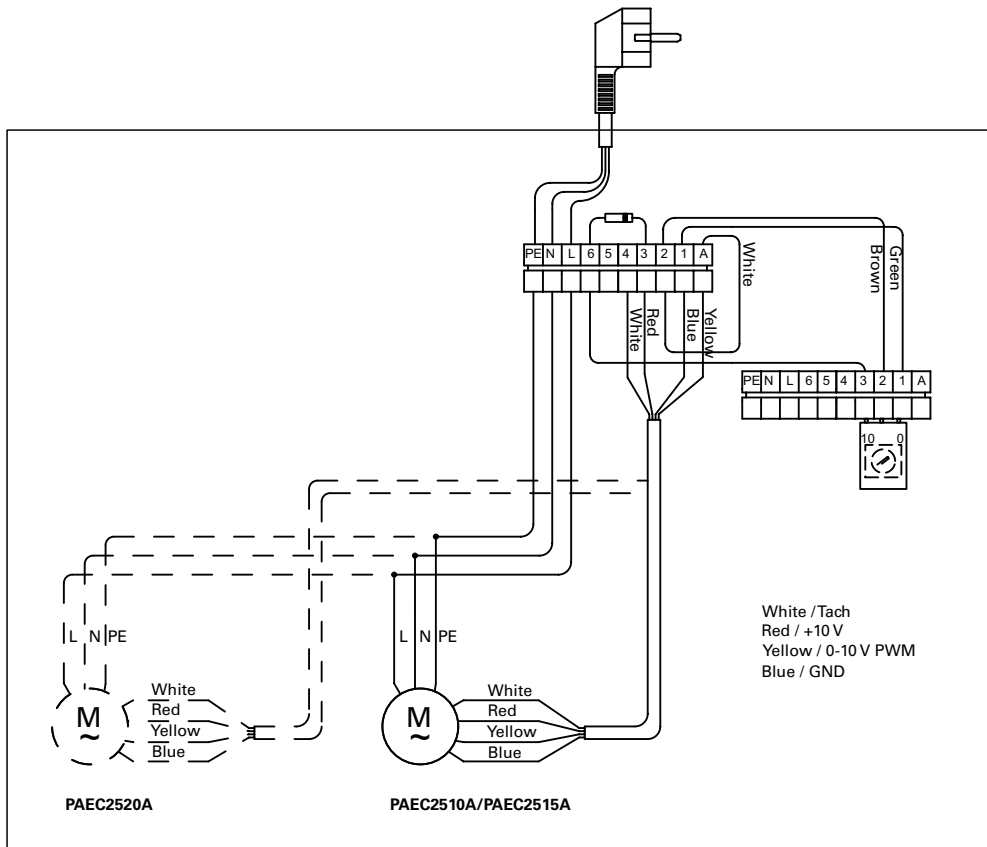 PE N L 6 5 4 3 2 1 A
White
Brown
Green
White
Red
Blue
Yellow
PE N L 6 5 4 3 2 1 A
10 0
L N PE
L N PE
White /Tach
Red / +10 V
Yellow / 0-10 V PWM
Blue / GND
White
Red
Yellow
Blue
M
~
White
Red
Yellow
Blue
M
~
PAEC2520A
PAEC2510A/PAEC2515A